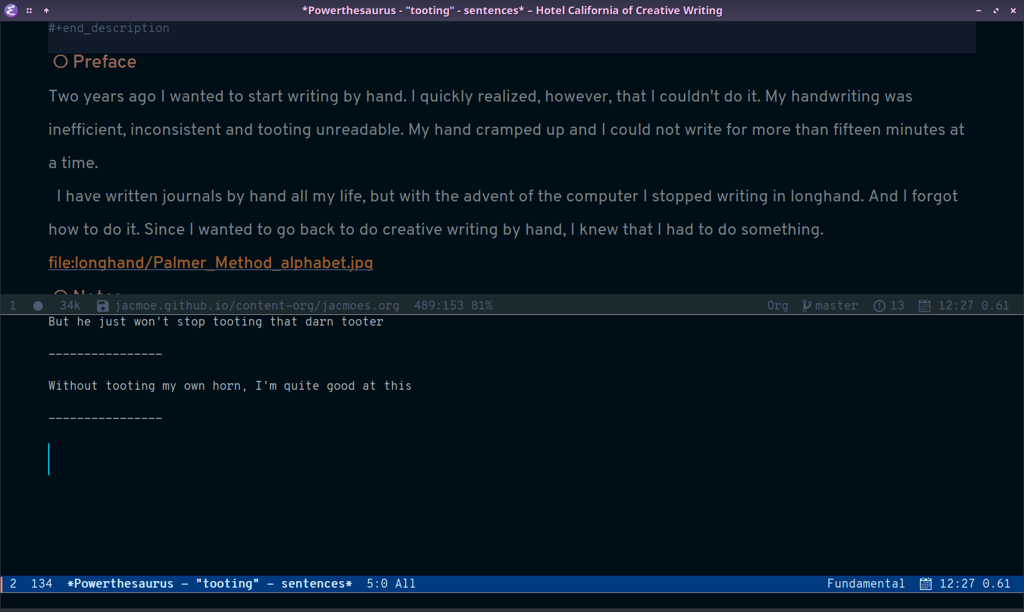 *Powerthesaurus - "tooting" - sentences* – Hotel California of Creative Writing
#+end_description
Preface
Two years ago I wanted to start writing by hand. I quickly realized, however, that I couldn't do it. My handwriting was
inefficient, inconsistent and tooting unreadable. My hand cramped up and I could not write for more than fifteen minutes at
a time.
I have written journals by hand all my life, but with the advent of the computer I stopped writing in longhand. And I forgot
how to do it. Since I wanted to go back to do creative writing by hand, I knew that I had to do something.
file:longhand/Palmer_Method_alphabet.jpg
Notes
1 34k jacmoe.github.io/content-org/jacmoes.org 489:153 81% Org master 13 12:27 0.61
But he just won't stop tooting that darn tooter
----------------
Without tooting my own horn, I'm quite good at this
----------------
2 134 *Powerthesaurus - "tooting" - sentences* 5:0 All Fundamental 12:27 0.61